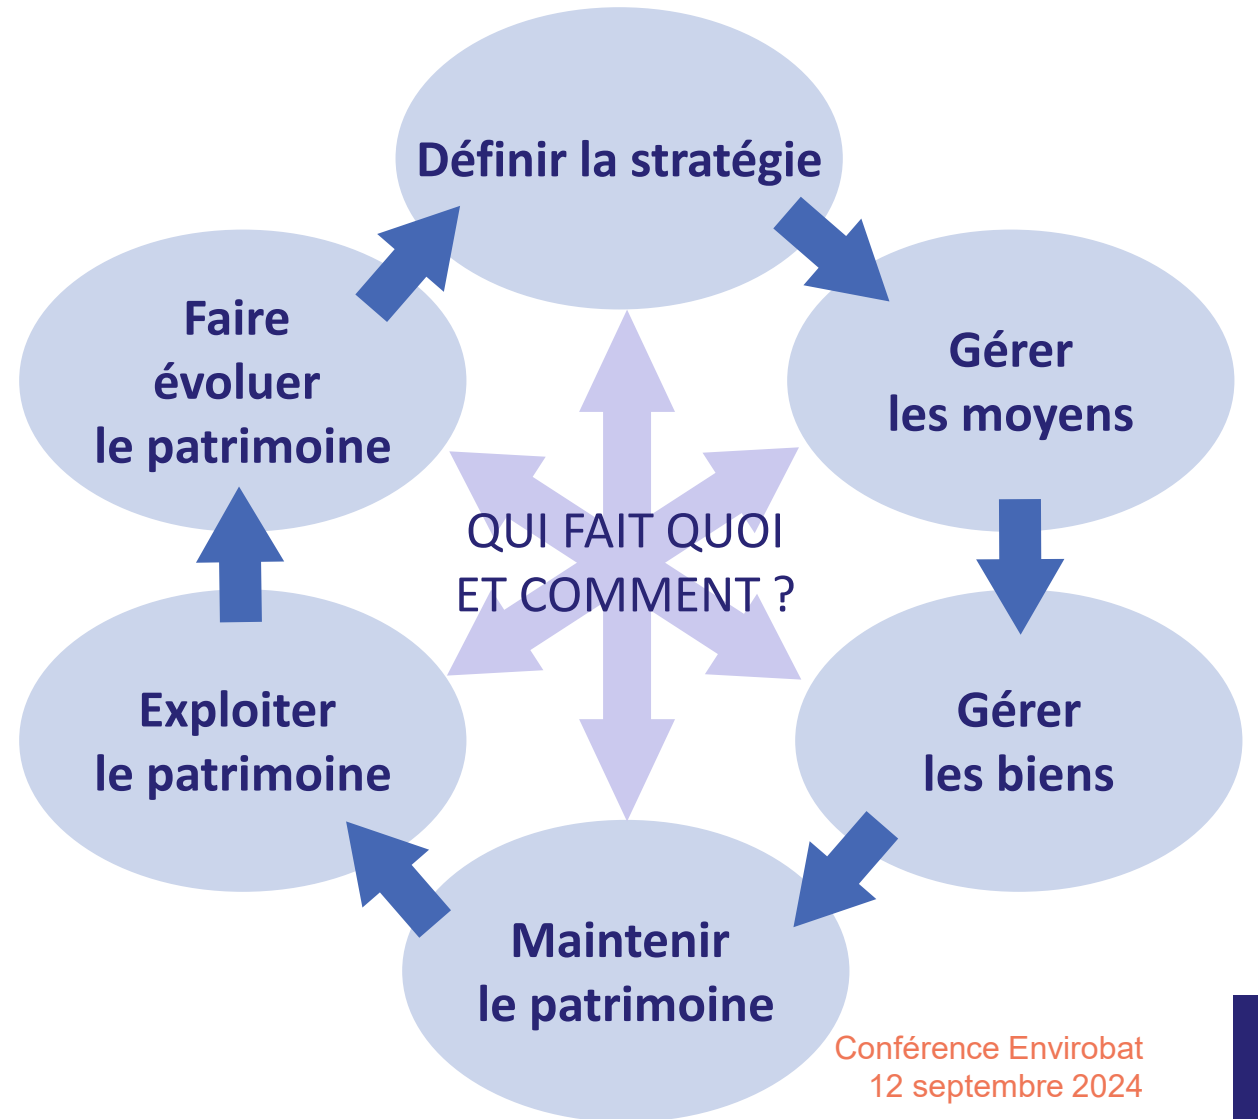 Définir la stratégie
Gérer
les moyens
Gérer
les biens
Maintenir
le patrimoine
Exploiter
le patrimoine
Faire
évoluer
le patrimoine
QUI FAIT QUOI
ET COMMENT ?
Conférence Envirobat
12 septembre 2024